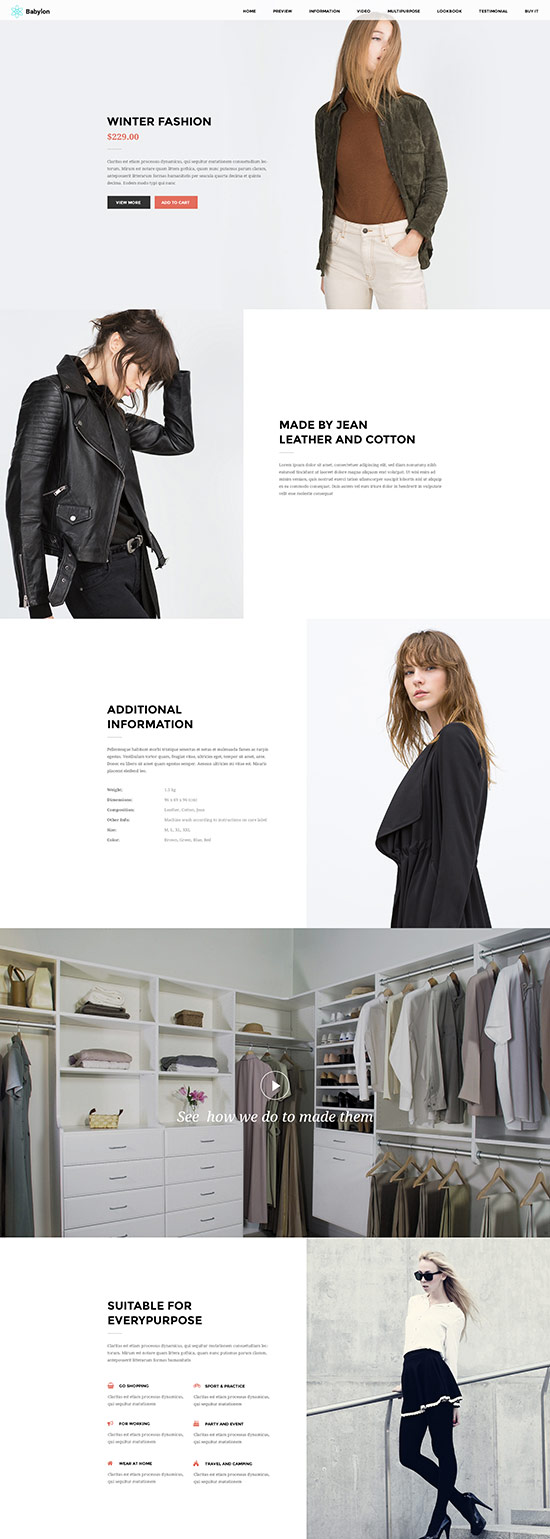 Babylon
HOME PREVIEW INFORMATION VIDEO MULTIPURPOSE LOOKBOOK TESTIMONIAL BUY IT
WINTER FASHION
$229.00
Claritas est etiam processus dynamicus, qui sequitur mutationem consuetudium lec-
torum. Mirum est notare quam littera gothica, quam nunc putamus parum claram,
anteposuerit litterarum formas humanitatis per seacula quarta decima et quinta
decima. Eodem modo typi qui nunc
VIEW MORE ADD TO CART
MADE BY JEAN
LEATHER AND COTTON
Lorem ipsum dolor sit amet, consectetuer adipiscing elit, sed diam nonummy nibh
euismod tincidunt ut laoreet dolore magna aliquam erat volutpat. Ut wisi enim ad
minim veniam, quis nostrud exerci tation ullamcorper suscipit lobortis nisl ut aliquip
ex ea commodo consequat. Duis autem vel eum iriure dolor in hendrerit in vulputate
velit esse molestie consequat
ADDITIONAL
INFORMATION
Pellentesque habitant morbi tristique senectus et netus et malesuada fames ac turpis
egestas. Vestibulum tortor quam, feugiat vitae, ultricies eget, tempor sit amet, ante.
Donec eu libero sit amet quam egestas semper. Aenean ultricies mi vitae est. Mauris
placerat eleifend leo.
Weight: 1.5 kg
Dimensions:
Composition: Leather, Cotton, Jean
Other Info: Machine wash according to instructions on care label
Size: M, L, XL, XXL
Color: Brown, Green, Blue, Red
See how we do to made them
SUITABLE FOR
EVERYPURPOSE
Claritas est etiam processus dynamicus, qui sequitur mutationem consuetudium lec-
torum. Mirum est notare quam littera gothica, quam nunc putamus parum claram,
anteposuerit litterarum formas humanitatis
GO SHOPPING
Claritas est etiam processus dynamicus,
qui sequitur mutationem
SPORT & PRACTICE
Claritas est etiam processus dynamicus,
qui sequitur mutationem
FOR WORKING
Claritas est etiam processus dynamicus,
qui sequitur mutationem
PARTY AND EVENT
Claritas est etiam processus dynamicus,
qui sequitur mutationem
WEAR AT HOME
Claritas est etiam processus dynamicus,
qui sequitur mutationem
TRAVEL AND CAMPING
Claritas est etiam processus dynamicus,
qui sequitur mutationem